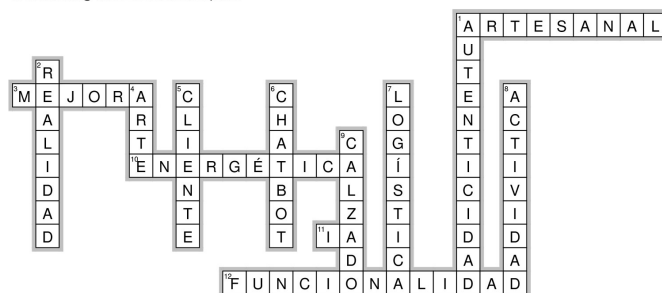 1 ARTESANAL
1 AUTENTICIDAD
2 REALIDAD
3 MEJORA
4 ARTE
5 CLIENTE
6 CHATBOT
7 LOGÍSTICA
8 ACTIVIDAD
9 CALZADO
10 ENERGÉTICA
11 IA
12 FUNCIONALIDAD